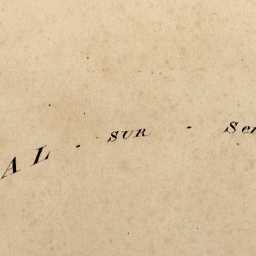 AL · SUR · Se